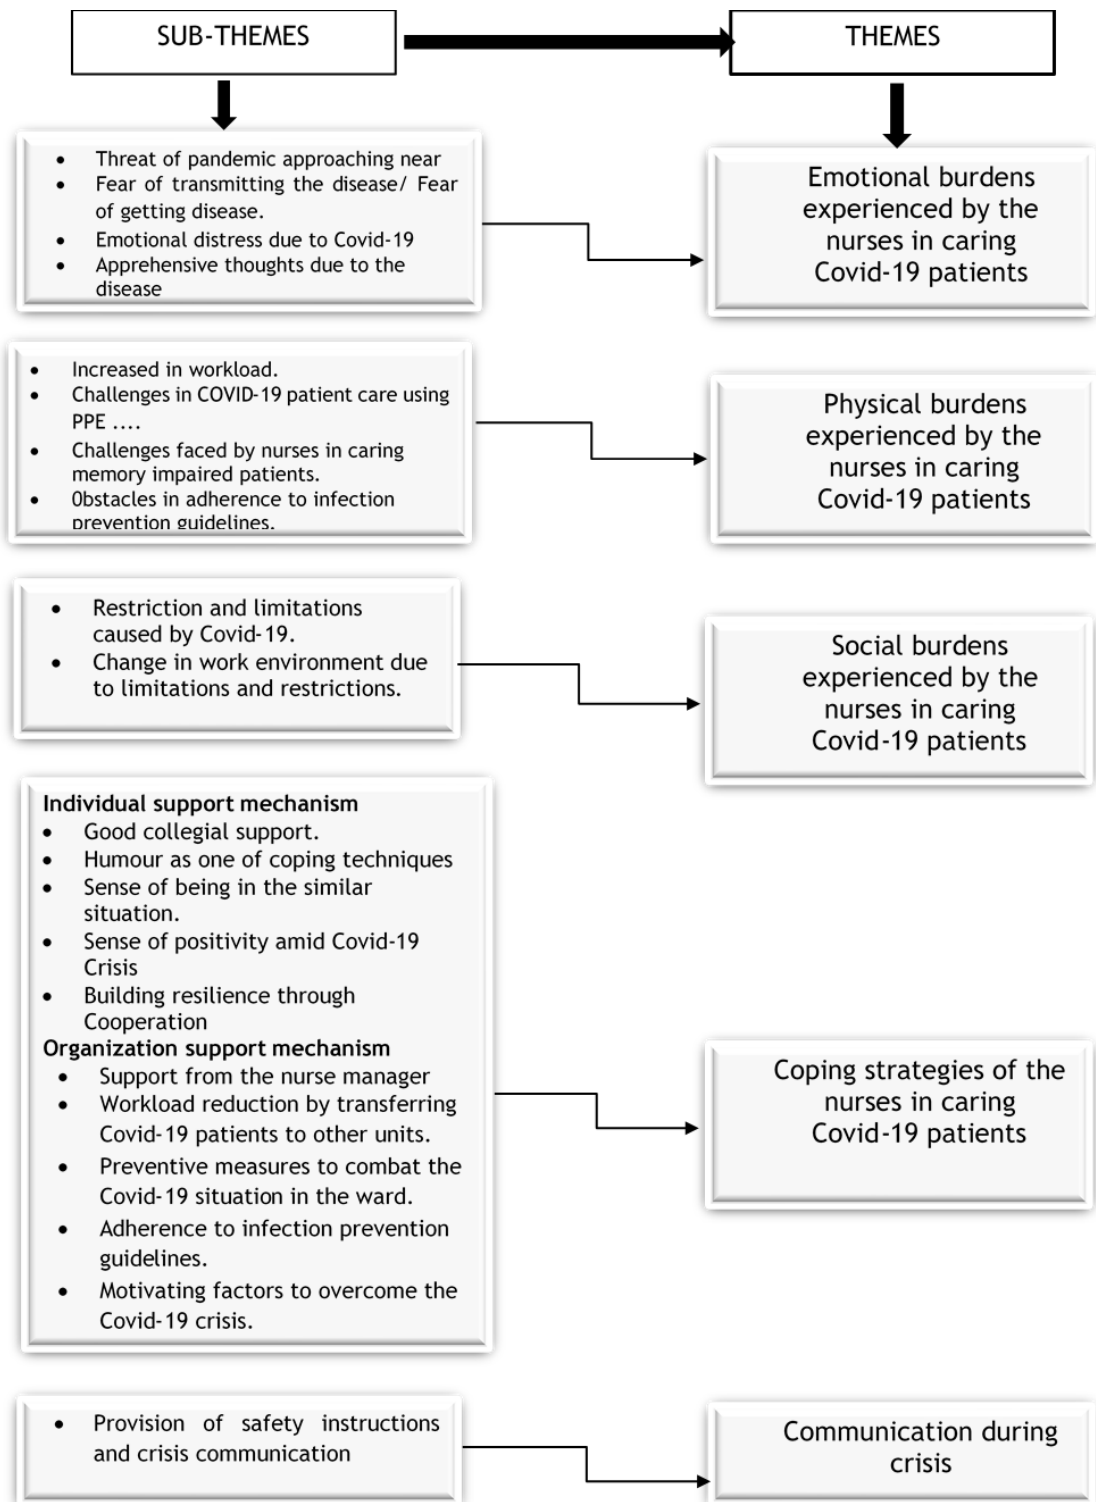 SUB-THEMES
THEMES
• Threat of pandemic approaching near
• Fear of transmitting the disease/ Fear
of getting disease.
• Emotional distress due to Covid-19
• Apprehensive thoughts due to the
disease
Emotional burdens
experienced by the
nurses in caring
Covid-19 patients
• Increased in workload.
• Challenges in COVID-19 patient care using
PPE ....
• Challenges faced by nurses in caring
memory impaired patients.
• 0bstacles in adherence to infection
prevention guidelines.
Physical burdens
experienced by the
nurses in caring
Covid-19 patients
• Restriction and limitations
caused by Covid-19.
• Change in work environment due
to limitations and restrictions.
Social burdens
experienced by the
nurses in caring
Covid-19 patients
Individual support mechanism
• Good collegial support.
• Humour as one of coping techniques
• Sense of being in the similar
situation.
• Sense of positivity amid Covid-19
Crisis
• Building resilience through
Cooperation
Organization support mechanism
• Support from the nurse manager
• Workload reduction by transferring
Covid-19 patients to other units.
• Preventive measures to combat the
Covid-19 situation in the ward.
• Adherence to infection prevention
guidelines.
• Motivating factors to overcome the
Covid-19 crisis.
Coping strategies of the
nurses in caring
Covid-19 patients
• Provision of safety instructions
and crisis communication
Communication during
crisis